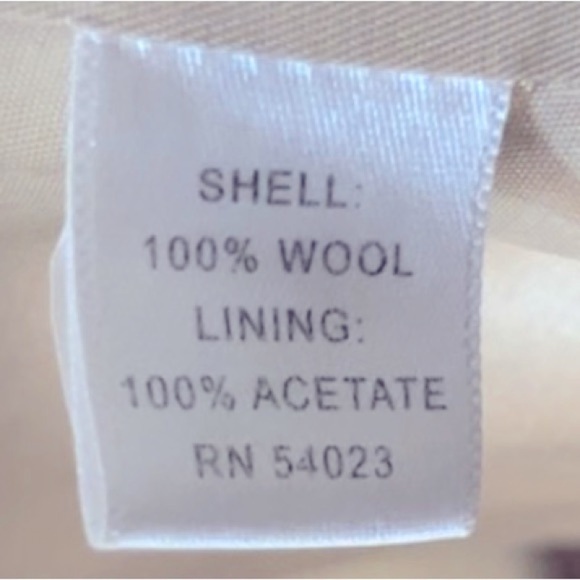 SHELL:
100% WOOL
LINING:
100% ACETATE
RN 54023